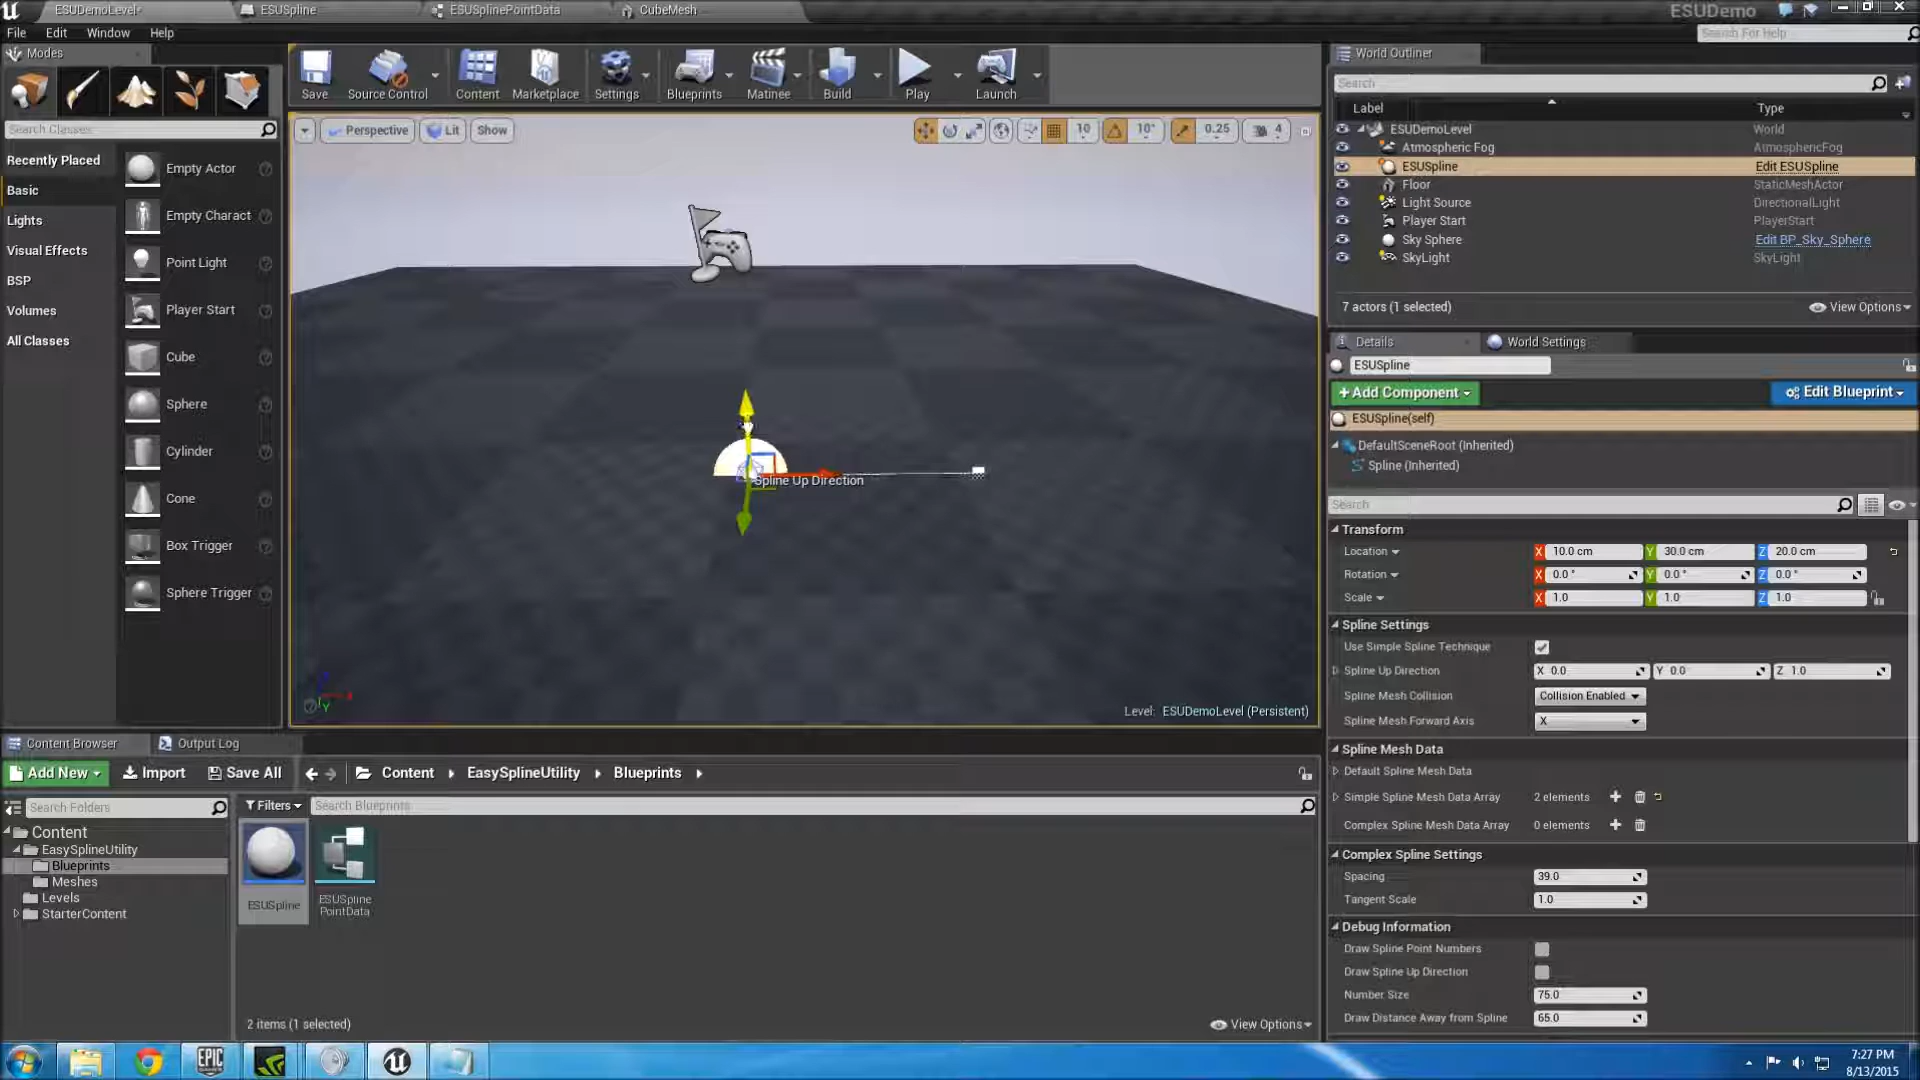 ESUDemoLevel•
ESUSpline
ESUSplinePointData
CubeMesh
ESUDemo
File Edit Window Help
Search For Help
Modes
Search Classes
Recently Placed
Basic
Lights
Visual Effects
BSP
Volumes
All Classes
Empty Actor
Empty Charact
Point Light
Player Start
Cube
Sphere
Cylinder
Cone
Box Trigger
Sphere Trigger
Save
Source Control
Content
Marketplace
Settings
Blueprints
Matinee
Build
Play
Launch
Perspective Lit Show
10 10° 0.25 4
Spline Up Direction
Level: ESUDemoLevel (Persistent)
World Outliner
Search
Label Type
ESUDemoLevel World
Atmospheric Fog AtmosphericFog
ESUSpline Edit ESUSpline
Floor StaticMeshActor
Light Source DirectionalLight
Player Start PlayerStart
Sky Sphere Edit BP_Sky_Sphere
SkyLight SkyLight
7 actors (1 selected) View Options
Details World Settings
ESUSpline
Add Component Edit Blueprint
ESUSpline(self)
DefaultSceneRoot (Inherited)
Spline (Inherited)
Search
Transform
Location X 10.0 cm Y 30.0 cm Z 20.0 cm
Rotation X 0.0 ° Y 0.0 ° Z 0.0 °
Scale X 1.0 Y 1.0 Z 1.0
Spline Settings
Use Simple Spline Technique
Spline Up Direction X 0.0 Y 0.0 Z 1.0
Spline Mesh Collision Collision Enabled
Spline Mesh Forward Axis X
Spline Mesh Data
Default Spline Mesh Data
Simple Spline Mesh Data Array 2 elements
Complex Spline Mesh Data Array 0 elements
Complex Spline Settings
Spacing 39.0
Tangent Scale 1.0
Debug Information
Draw Spline Point Numbers
Draw Spline Up Direction
Number Size 75.0
Draw Distance Away from Spline 65.0
Content Browser Output Log
Add New Import Save All Content EasySplineUtility Blueprints
Search Folders
Filters Search Blueprints
Content
EasySplineUtility
Blueprints
Meshes
Levels
StarterContent
ESUSpline
ESUSpline
PointData
2 items (1 selected) View Options
EPIC
GAMES
7:27 PM
8/13/2015